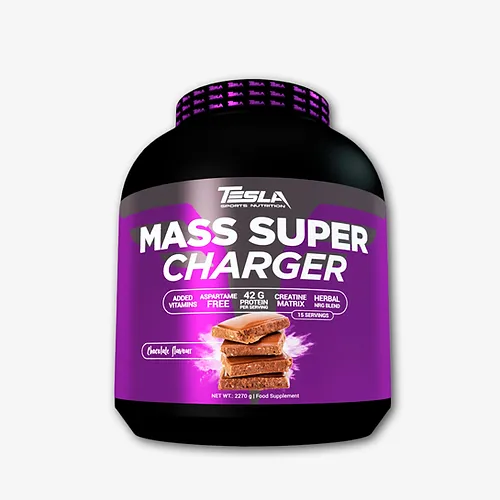 TESLA
SPORTS NUTRITION
MASS SUPER
CHARGER
ADDED VITAMINS
ASPARTAME FREE
42 G PROTEIN PER SERVING
CREATINE MATRIX
HERBAL NRG BLEND
15 SERVINGS
Chocolate flavour
NET WT.: 2270 g | Food Supplement